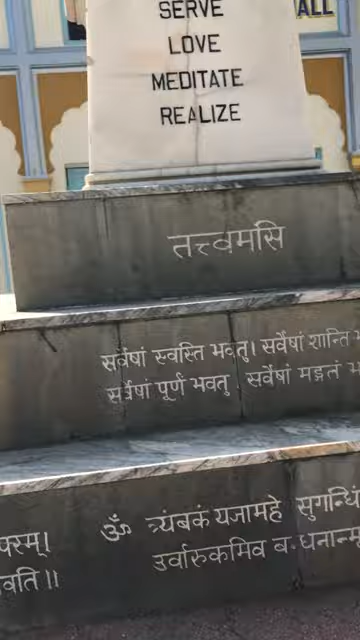 SERVE
ALL
LOVE
MEDITATE
REALIZE
तत्त्वमसि
सर्वेषां स्वस्ति भवतु। सर्वेषां शान्ति
सर्वेषां पूर्णं भवतु सर्वेषां मङ्गलं
ॐ त्र्यंबकं यजामहे सुगन्धिं
उर्वारुकमिव